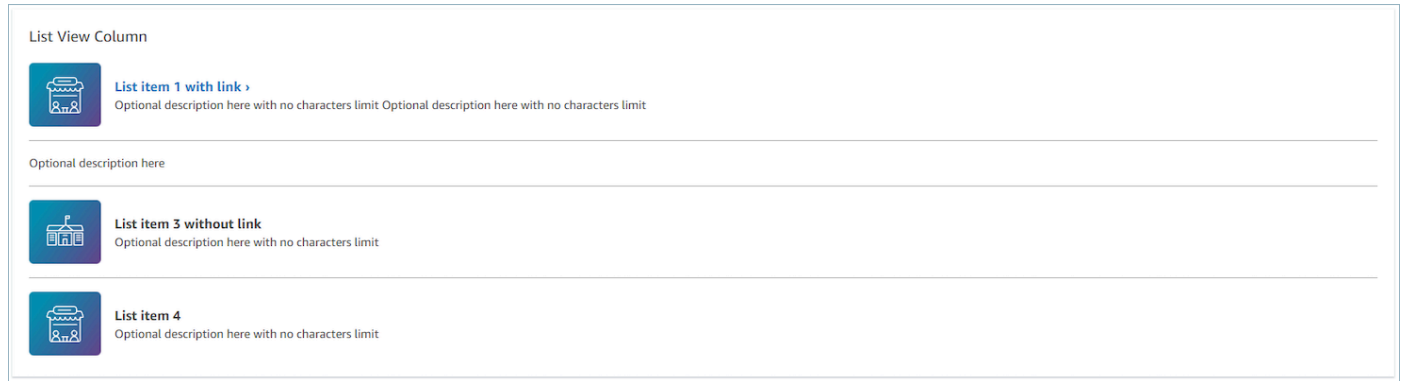 List View Column
List item 1 with link ›
Optional description here with no characters limit Optional description here with no characters limit
Optional description here
List item 3 without link
Optional description here with no characters limit
List item 4
Optional description here with no characters limit